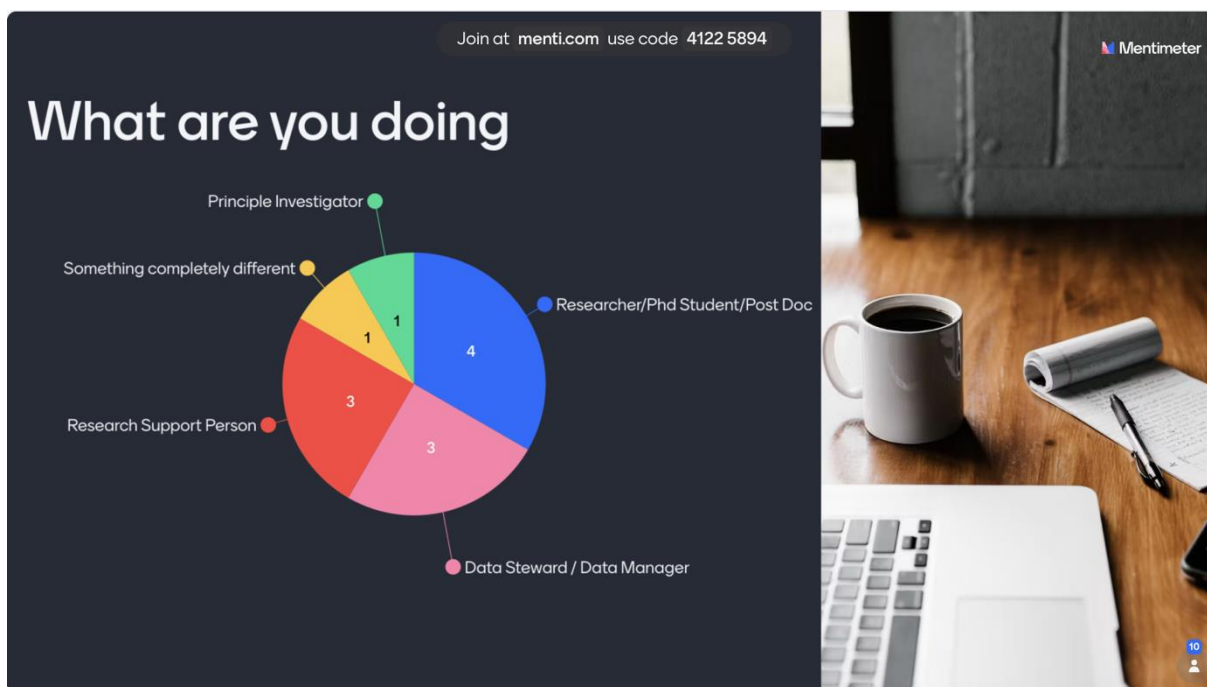 Join at menti.com use code 4122 5894
Mentimeter
What are you doing
Principle Investigator
Something completely different
Researcher/Phd Student/Post Doc
Research Support Person
Data Steward / Data Manager
1
1
4
3
3
10